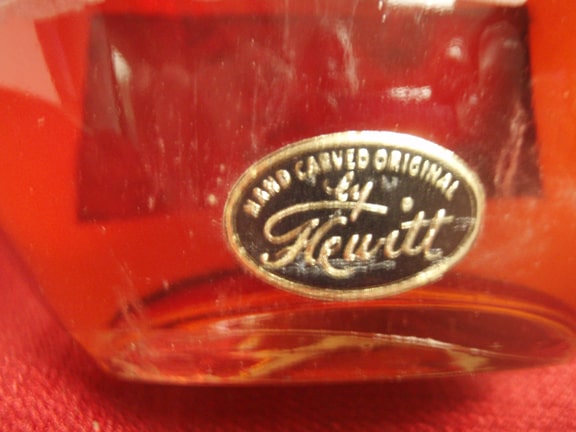 HAND CARVED ORIGINAL
by
Hewitt